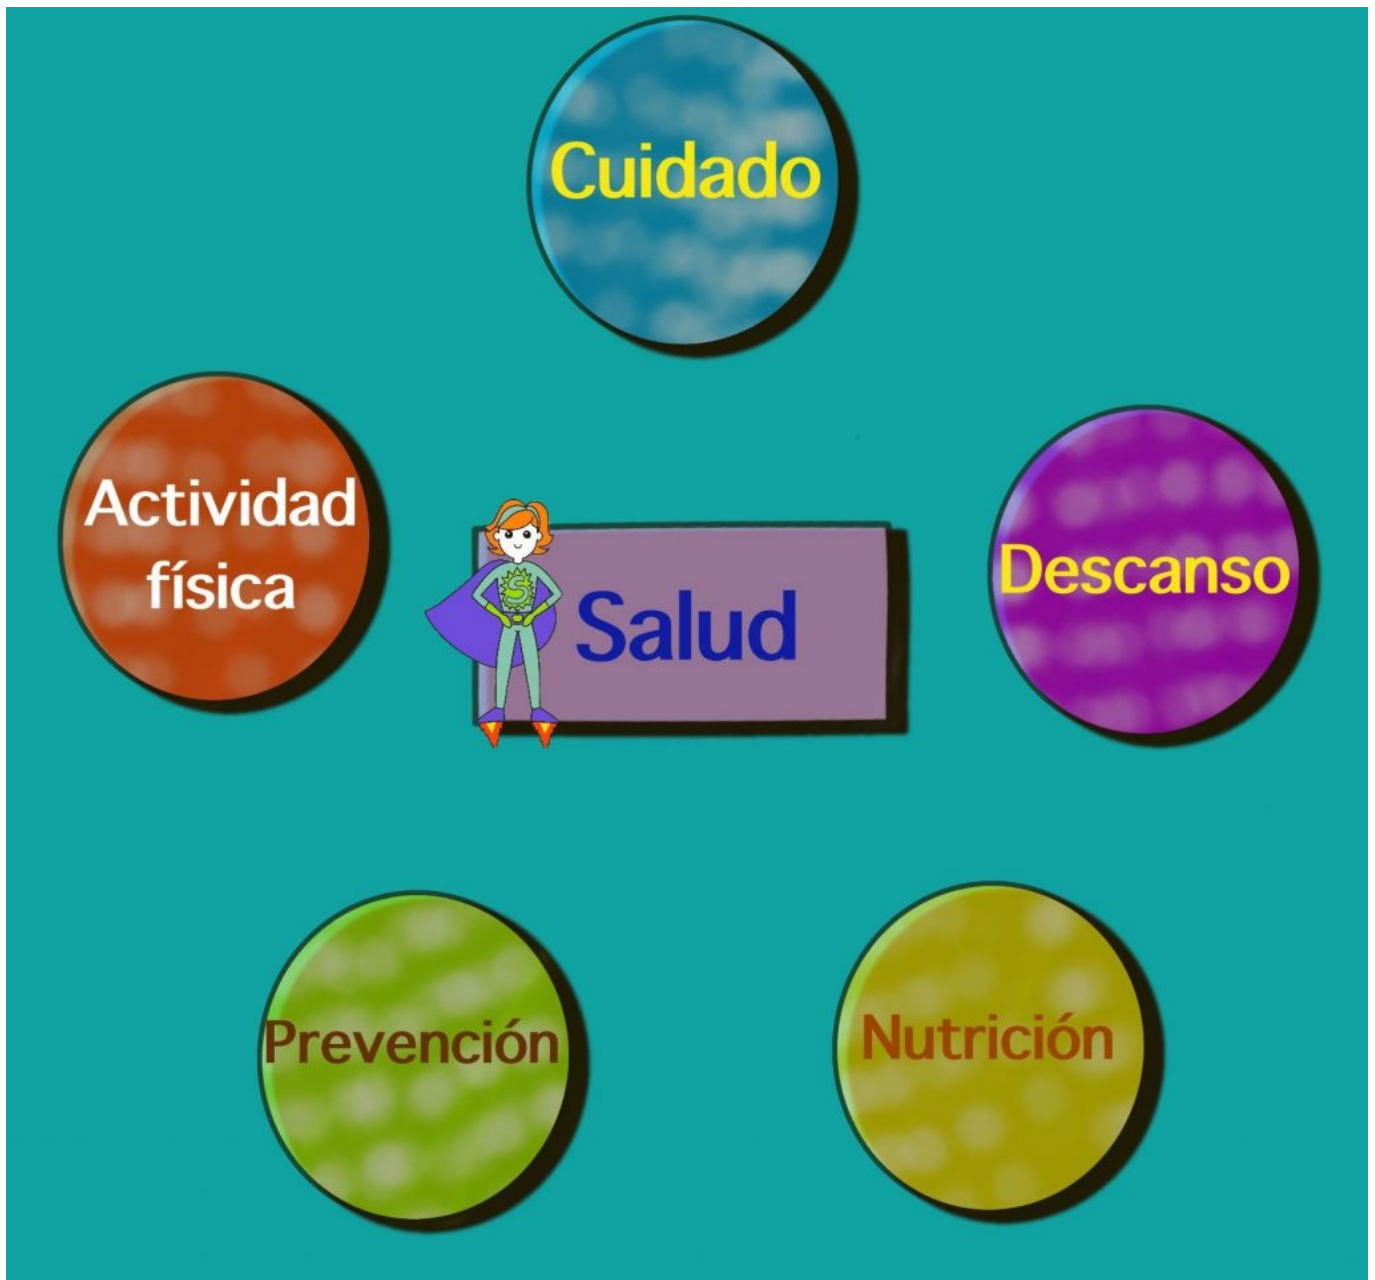 Cuidado
Actividad
física
Descanso
S
Salud
Prevención
Nutrición